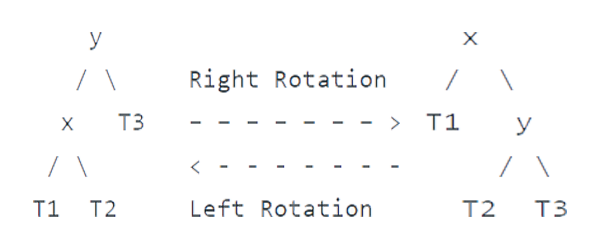 y                               x
/ \     Right Rotation        /   \
x   T3    - - - - - - - >   T1     y
/ \       < - - - - - - -         / \
T1  T2    Left Rotation         T2  T3